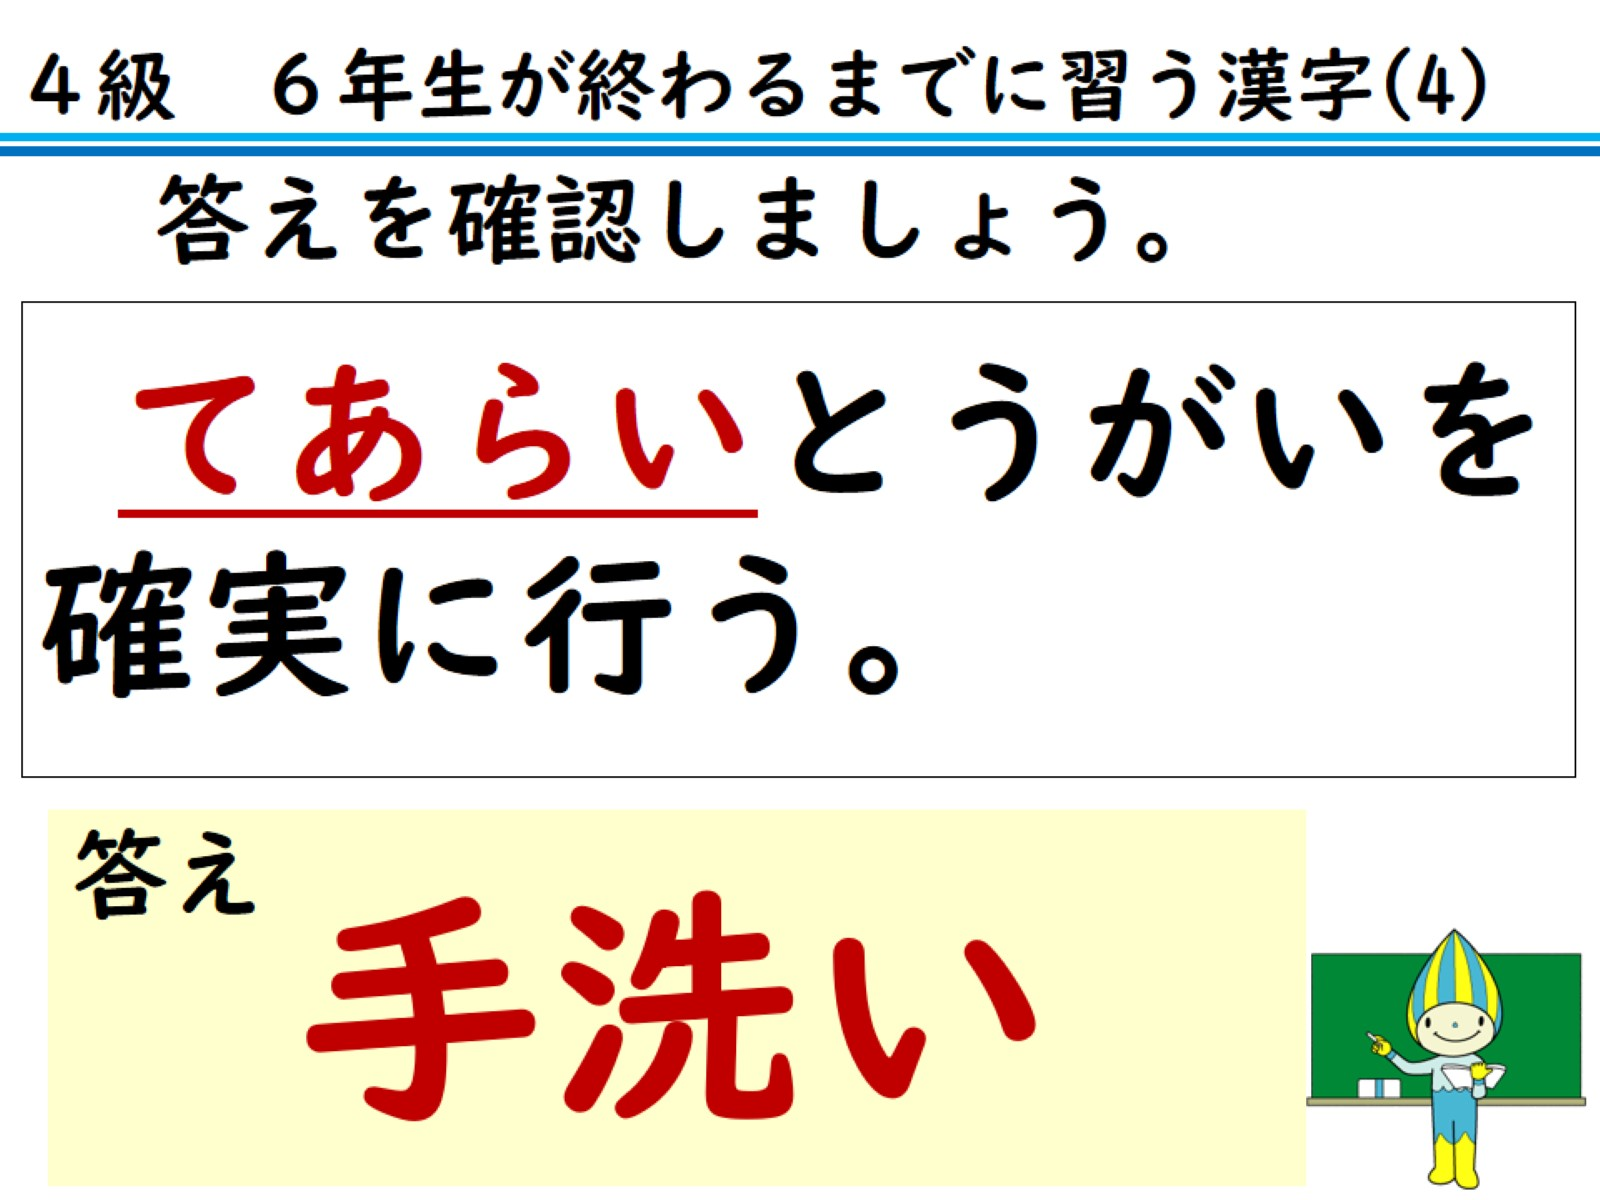 ４級　６年生が終わるまでに習う漢字(4)
答えを確認しましょう。
てあらいとうがいを
確実に行う。
答え
手洗い